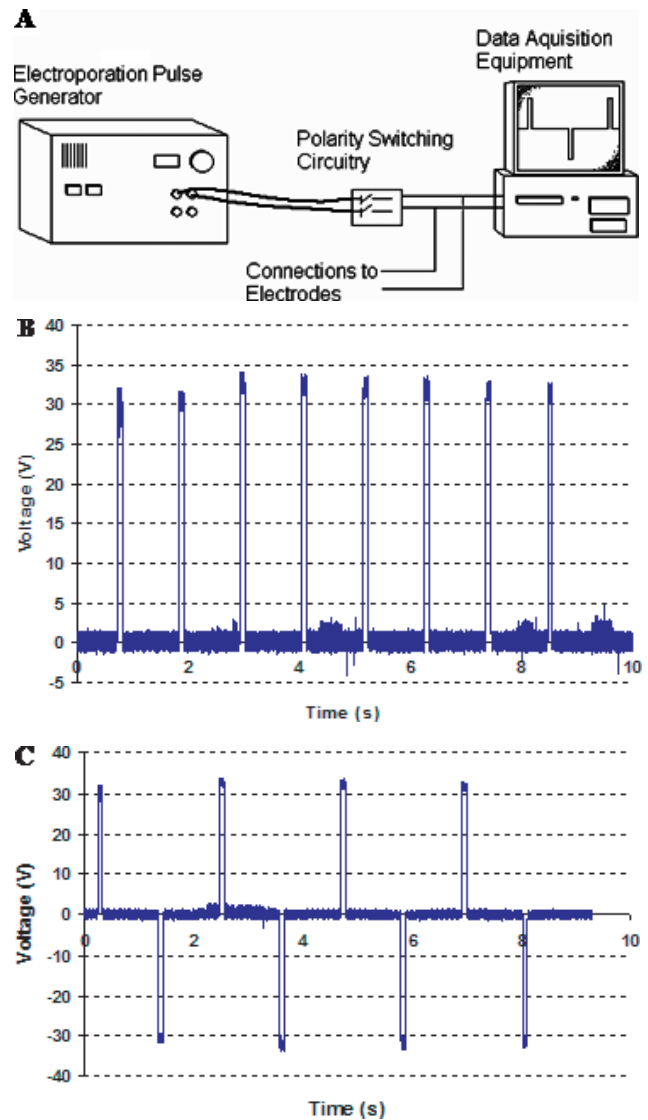 A
Electroporation Pulse
Generator
Polarity Switching
Circuitry
Data Aquisition
Equipment
Connections to
Electrodes
B
40
35
30
25
20
15
10
5
0
-5
Voltage (V)
0 2 4 6 8 10
Time (s)
C
40
30
20
10
0
-10
-20
-30
-40
Voltage (V)
0 2 4 6 8 10
Time (s)